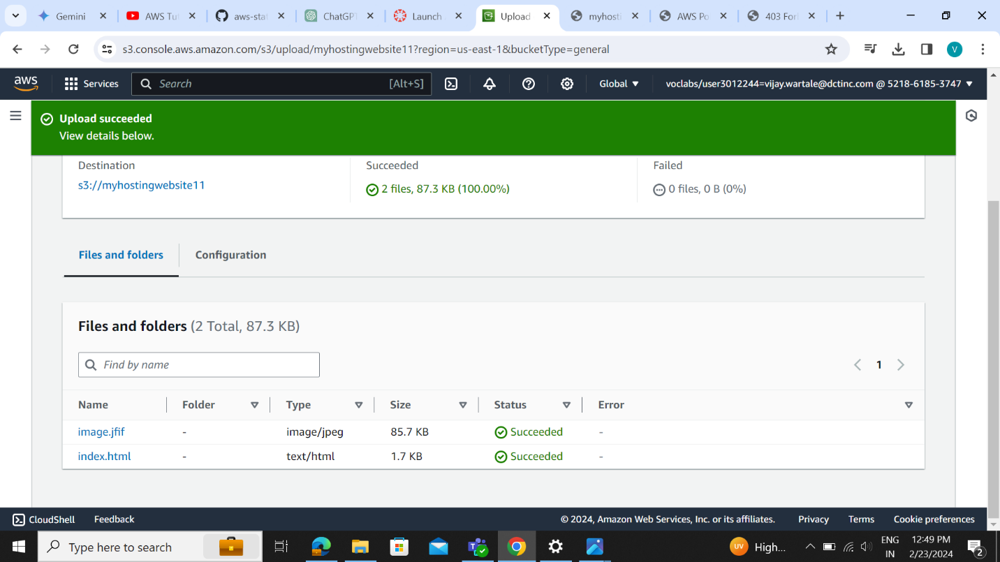 Gemini
AWS Tut
aws-stat
ChatGPT
Launch
Upload
myhosti
AWS Po
403 For
s3.console.aws.amazon.com/s3/upload/myhostingwebsite11?region=us-east-1&bucketType=general
V
aws
Services
Search
[Alt+S]
Global
voclabs/user3012244=vijay.wartale@dctinc.com @ 5218-6185-3747
Upload succeeded
View details below.
Destination
Succeeded
Failed
s3://myhostingwebsite11
2 files, 87.3 KB (100.00%)
0 files, 0 B (0%)
Files and folders
Configuration
Files and folders (2 Total, 87.3 KB)
Find by name
1
Name
Folder
Type
Size
Status
Error
image.jfif - image/jpeg 85.7 KB Succeeded -
index.html - text/html 1.7 KB Succeeded -
CloudShell
Feedback
© 2024, Amazon Web Services, Inc. or its affiliates.
Privacy
Terms
Cookie preferences
Type here to search
UV
High...
ENG
IN
12:49 PM
2/23/2024
2